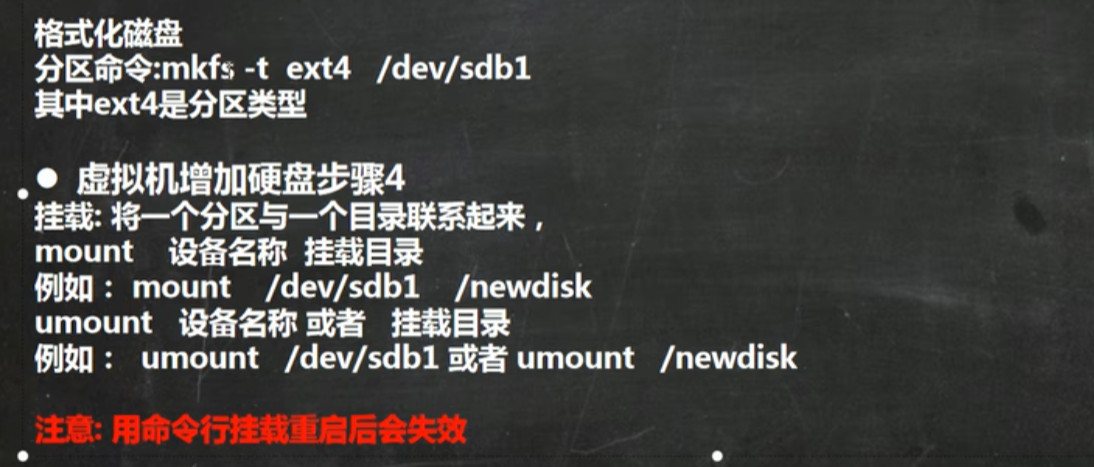 格式化磁盘
分区命令:mkfs -t ext4 /dev/sdb1
其中ext4是分区类型
● 虚拟机增加硬盘步骤4
挂载: 将一个分区与一个目录联系起来，
mount 设备名称 挂载目录
例如： mount /dev/sdb1 /newdisk
umount 设备名称 或者 挂载目录
例如： umount /dev/sdb1 或者 umount /newdisk
注意: 用命令行挂载重启后会失效